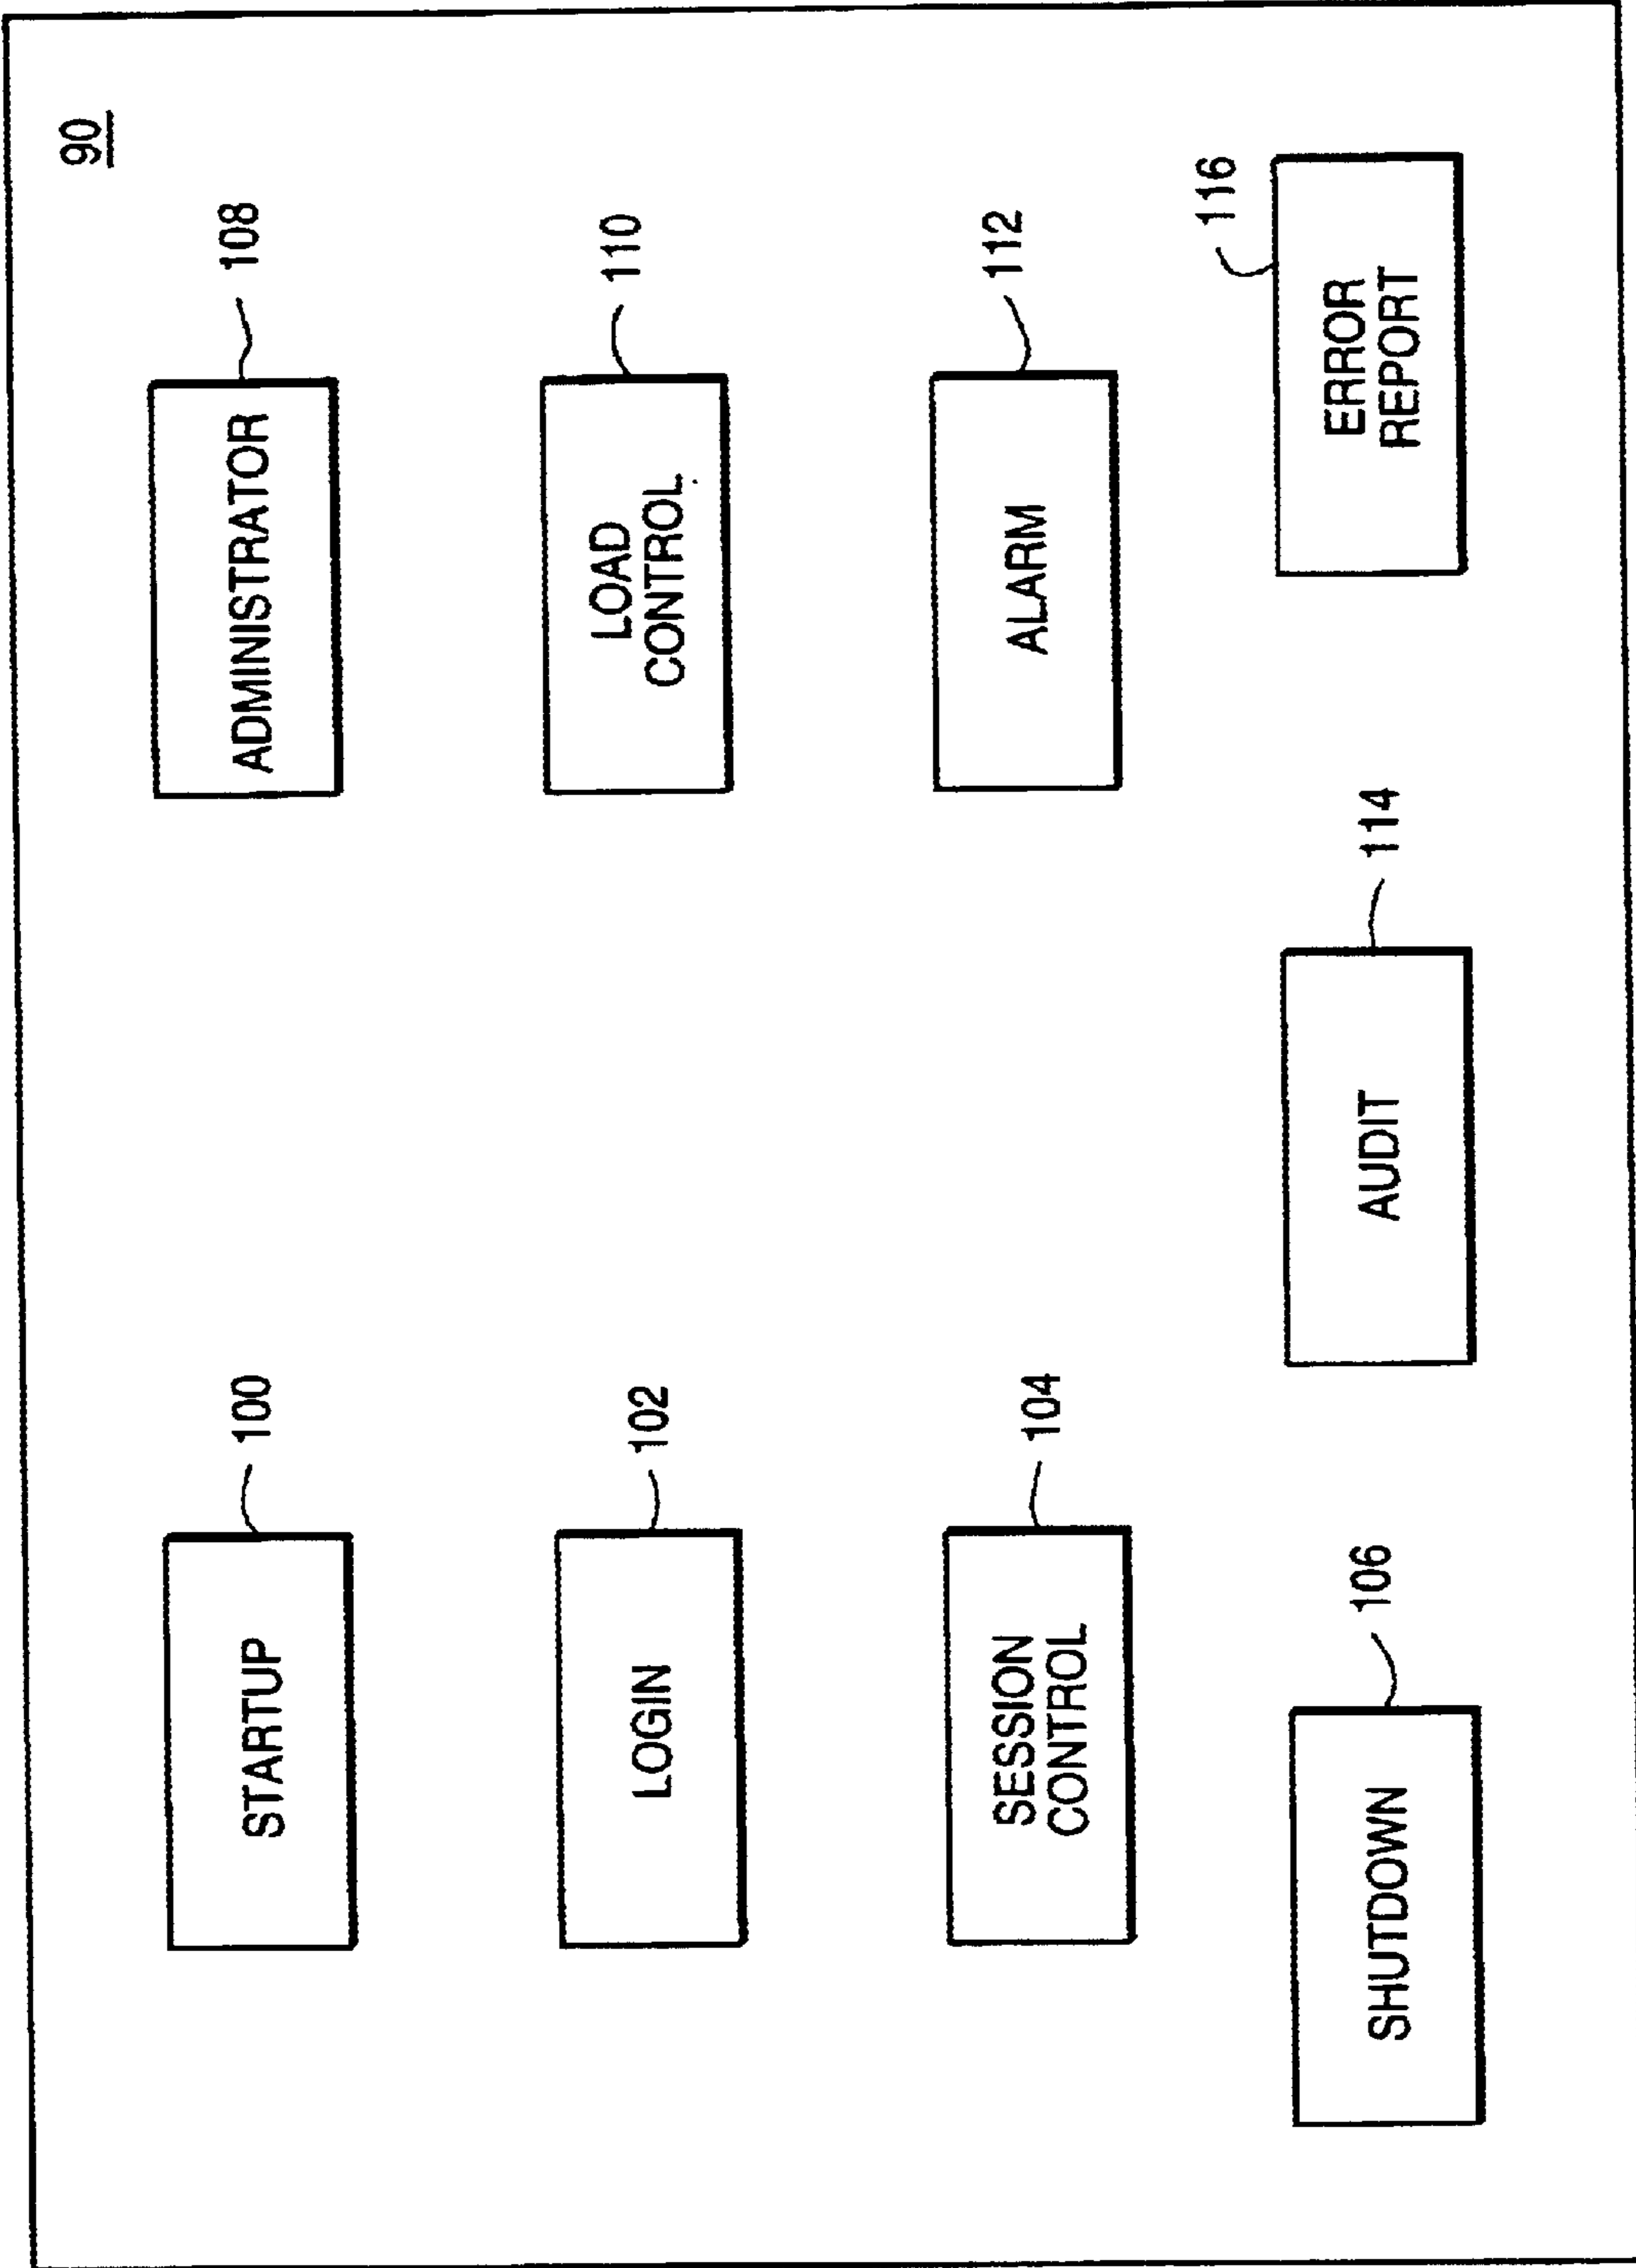 90
STARTUP
100
ADMINISTRATOR
108
LOGIN
102
LOAD
CONTROL
110
SESSION
CONTROL
104
ALARM
112
SHUTDOWN
106
AUDIT
114
ERROR
REPORT
116